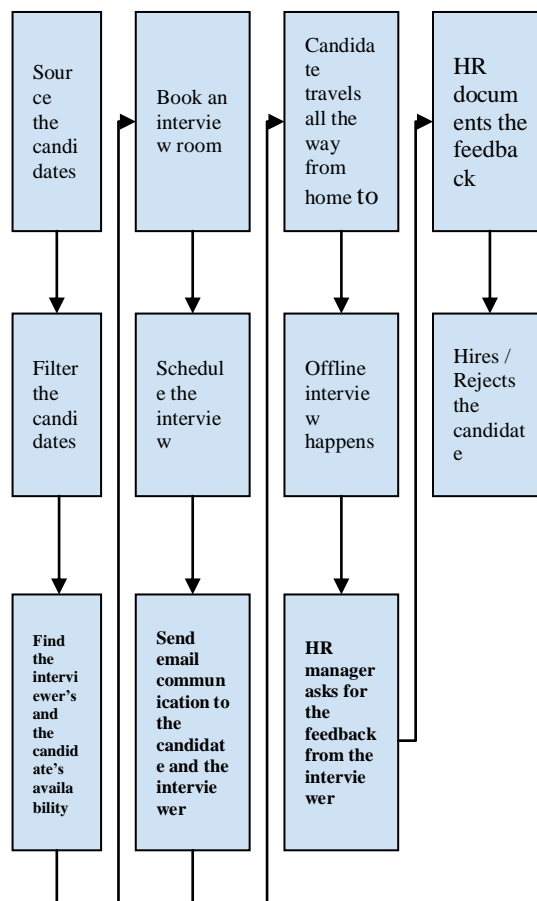 Sour
ce
the
candi
dates
Filter
the
candi
dates
Find
the
intervi
ewer's
and
the
candid
ate's
availa
bility
Book an
intervie
w room
Schedul
e the
intervie
w
Send
email
commun
ication to
the
candidat
e and the
intervie
wer
Candida
te
travels
all the
way
from
home to
Offline
intervie
w
happens
HR
manager
asks for
the
feedback
from the
intervie
wer
HR
docum
ents the
feedba
ck
Hires /
Rejects
the
candidat
e